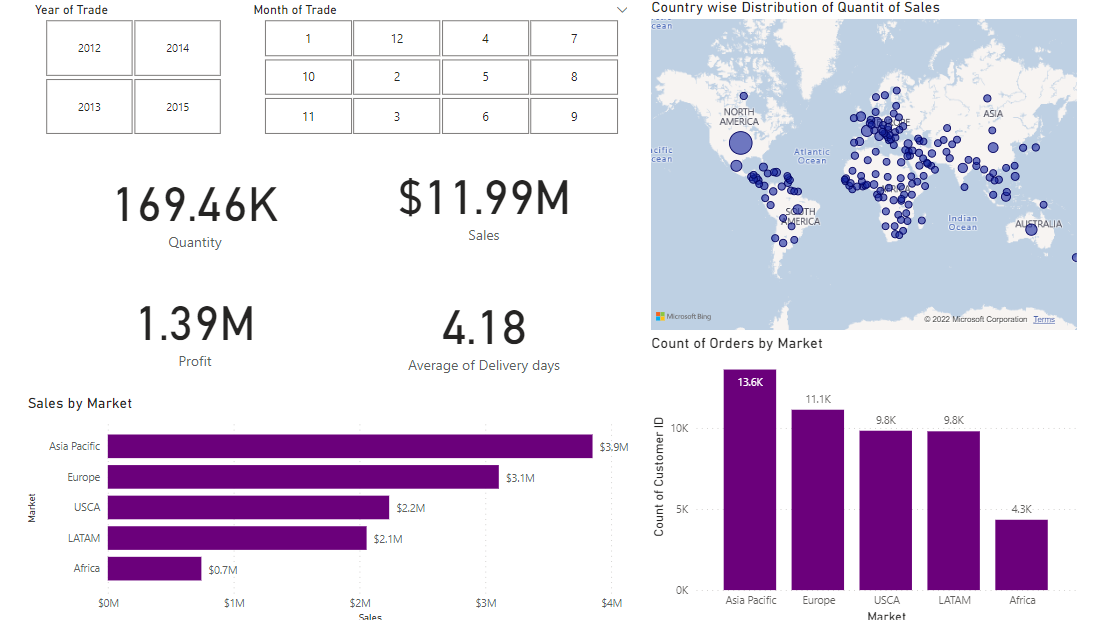 Year of Trade
2012
2014
2013
2015
Month of Trade
1
12
4
7
10
2
5
8
11
3
6
9
169.46K
Quantity
$11.99M
Sales
1.39M
Profit
4.18
Average of Delivery days
Sales by Market
Market
Asia Pacific
$3.9M
Europe
$3.1M
USCA
$2.2M
LATAM
$2.1M
Africa
$0.7M
$0M
$1M
$2M
$3M
$4M
Sales
Country wise Distribution of Quantit of Sales
cean
NORTH
AMERICA
ASIA
acific
cean
Atlantic
Ocean
SOUTH
AMERICA
Indian
Ocean
AUSTRALIA
Microsoft Bing
© 2022 Microsoft Corporation
Terms
Count of Orders by Market
Count of Customer ID
10K
5K
0K
13.6K
11.1K
9.8K
9.8K
4.3K
Asia Pacific
Europe
USCA
LATAM
Africa
Market